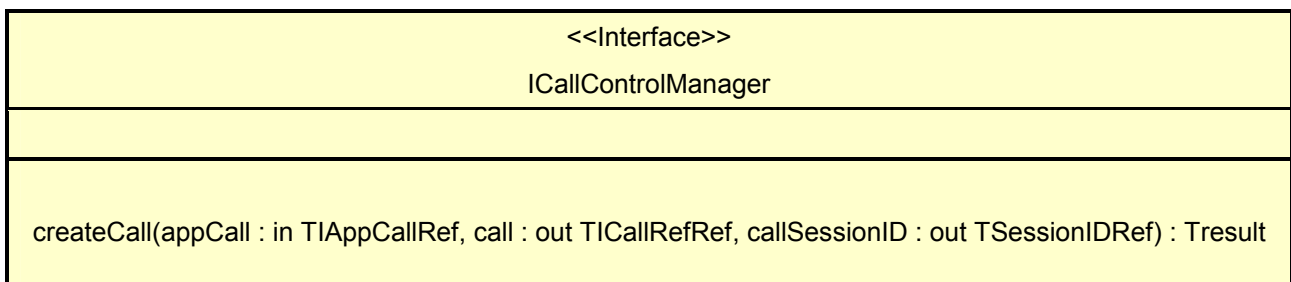 <<Interface>>
ICallControlManager
createCall(appCall : in TIAppCallRef, call : out TICallRefRef, callSessionID : out TSessionIDRef) : Tresult